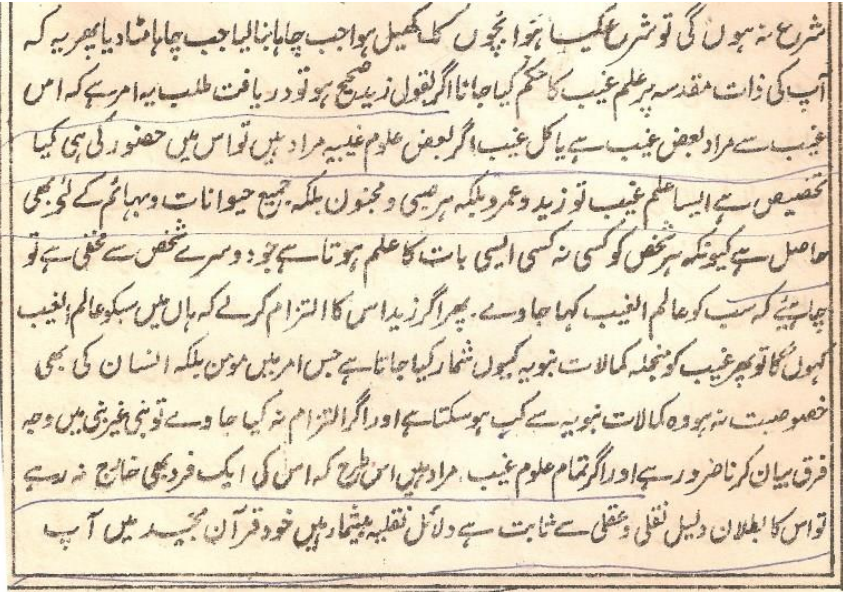 شرع نہ ہوں گی تو شرع کیا ہوا بچوں کا کھیل ہوا جب چاہا بنا لیا جب چاہا مٹا دیا پھر یہ کہ
آپ کی ذات مقدسہ پر علم غیب کا حکم کیا جانا اگر بقول زید صحیح ہو تو دریافت طلب یہ امر ہے کہ اس
غیب سے مراد بعض غیب ہے یا کل غیب اگر بعض علوم غیبیہ مراد ہیں تو اس میں حضور کی ہی کیا
تخصیص ہے ایسا علم غیب تو زید و عمرو بلکہ ہر صبی و مجنون بلکہ جمیع حیوانات و بہائم کے لئے بھی
حاصل ہے کیونکہ ہر شخص کو کسی نہ کسی ایسی بات کا علم ہوتا ہے جو دوسرے شخص سے مخفی ہے تو
چاہئیے کہ سب کو عالم الغیب کہا جاوے۔ پھر اگر زید اس کا التزام کرلے کہ ہاں میں سبکو عالم الغیب
کہوں گا تو پھر غیب کو منجملہ کمالات نبویہ کیوں شمار کیا جاتا ہے جس امر میں مومن بلکہ انسان کی بھی
خصوصیت نہ ہو وہ کمالات نبویہ سے کب ہوسکتا ہے اور اگر التزام نہ کیا جاوے تو نبی غیر نبی میں وجہ
فرق بیان کرنا ضرور ہے اور اگر تمام علوم غیب مراد ہیں اس طرح کہ اس کی ایک فرد بھی خارج نہ رہے
تو اس کا بطلان دلیل نقلی و عقلی سے ثابت ہے دلائل نقلیہ بیشمار ہیں خود قرآن مجید میں آپ